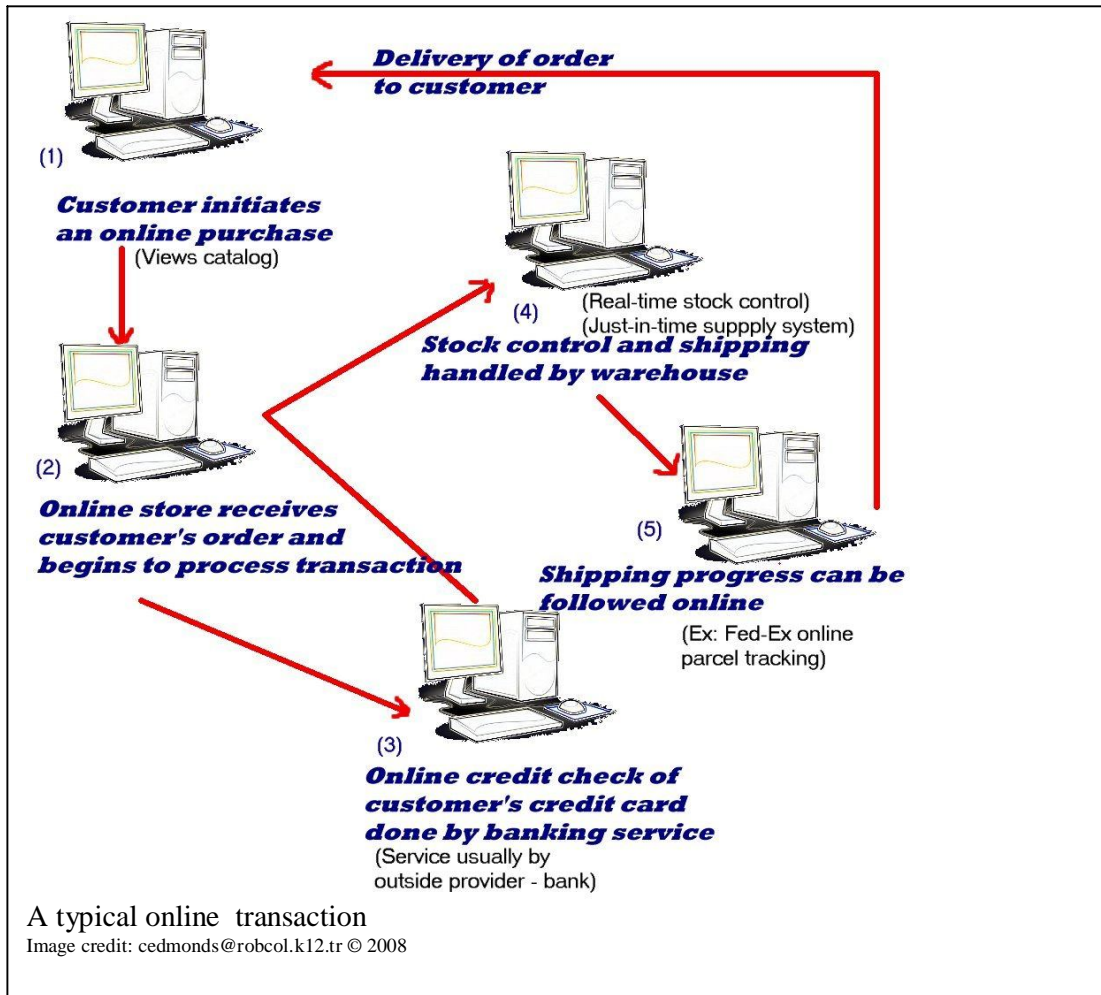 Delivery of order
to customer
(1)
Customer initiates
an online purchase
(Views catalog)
(2)
Online store receives
customer's order and
begins to process transaction
(3)
Online credit check of
customer's credit card
done by banking service
(Service usually by
outside provider - bank)
(4)
(Real-time stock control)
(Just-in-time suppply system)
Stock control and shipping
handled by warehouse
(5)
Shipping progress can be
followed online
(Ex: Fed-Ex online
parcel tracking)
A typical online transaction
Image credit: cedmonds@robcol.k12.tr © 2008